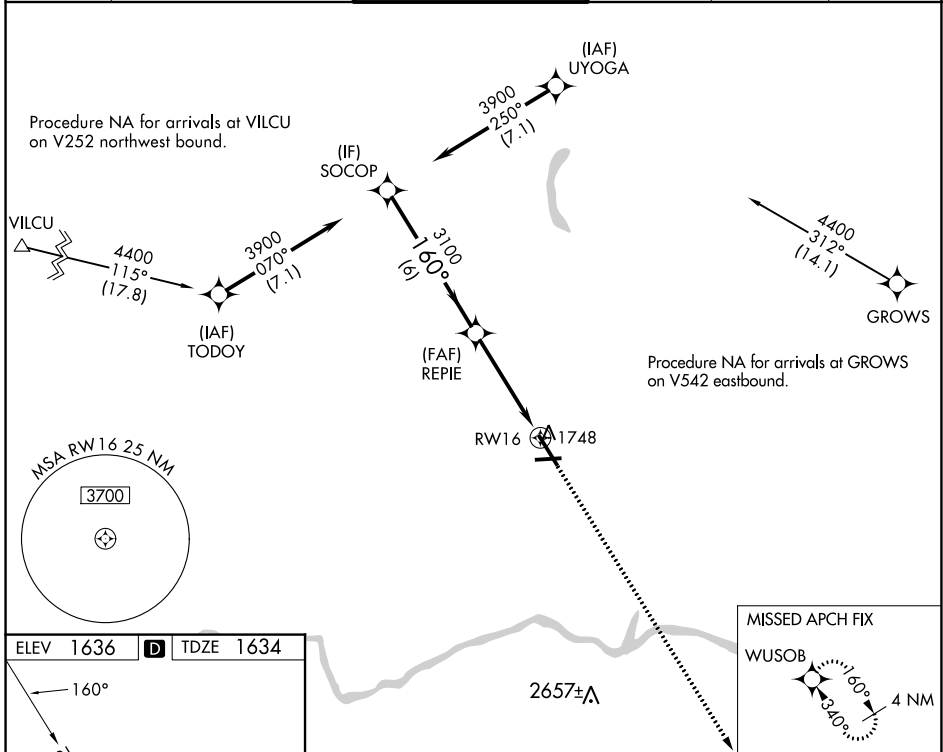 (IAF)
UYOGA
3900
250°
(7.1)
Procedure NA for arrivals at VILCU
on V252 northwest bound.
(IF)
SOCOP
VILCU
4400
115°
(17.8)
3900
070°
(7.1)
3100
160°
(6)
4400
312°
(14.1)
GROWS
(IAF)
TODOY
(FAF)
REPIE
Procedure NA for arrivals at GROWS
on V542 eastbound.
RW16
1748
MSA RW16 25 NM
3700
MISSED APCH FIX
WUSOB
160°
340°
4 NM
ELEV 1636 D TDZE 1634
160°
2657±